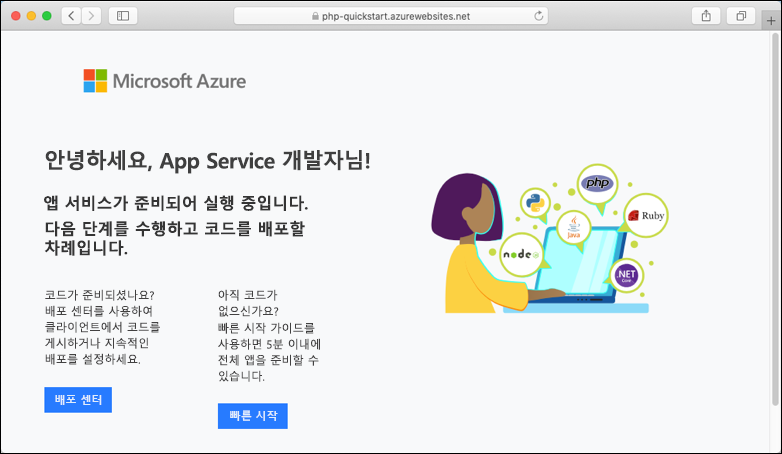 php-quickstart.azurewebsites.net
Microsoft Azure
안녕하세요, App Service 개발자님!
앱 서비스가 준비되어 실행 중입니다.
다음 단계를 수행하고 코드를 배포할
차례입니다.
코드가 준비되셨나요?
배포 센터를 사용하여
클라이언트에서 코드를
게시하거나 지속적인
배포를 설정하세요.
배포 센터
아직 코드가
없으신가요?
빠른 시작 가이드를
사용하면 5분 이내에
전체 앱을 준비할 수
있습니다.
빠른 시작
php
Ruby
Java
node
.NET
Core